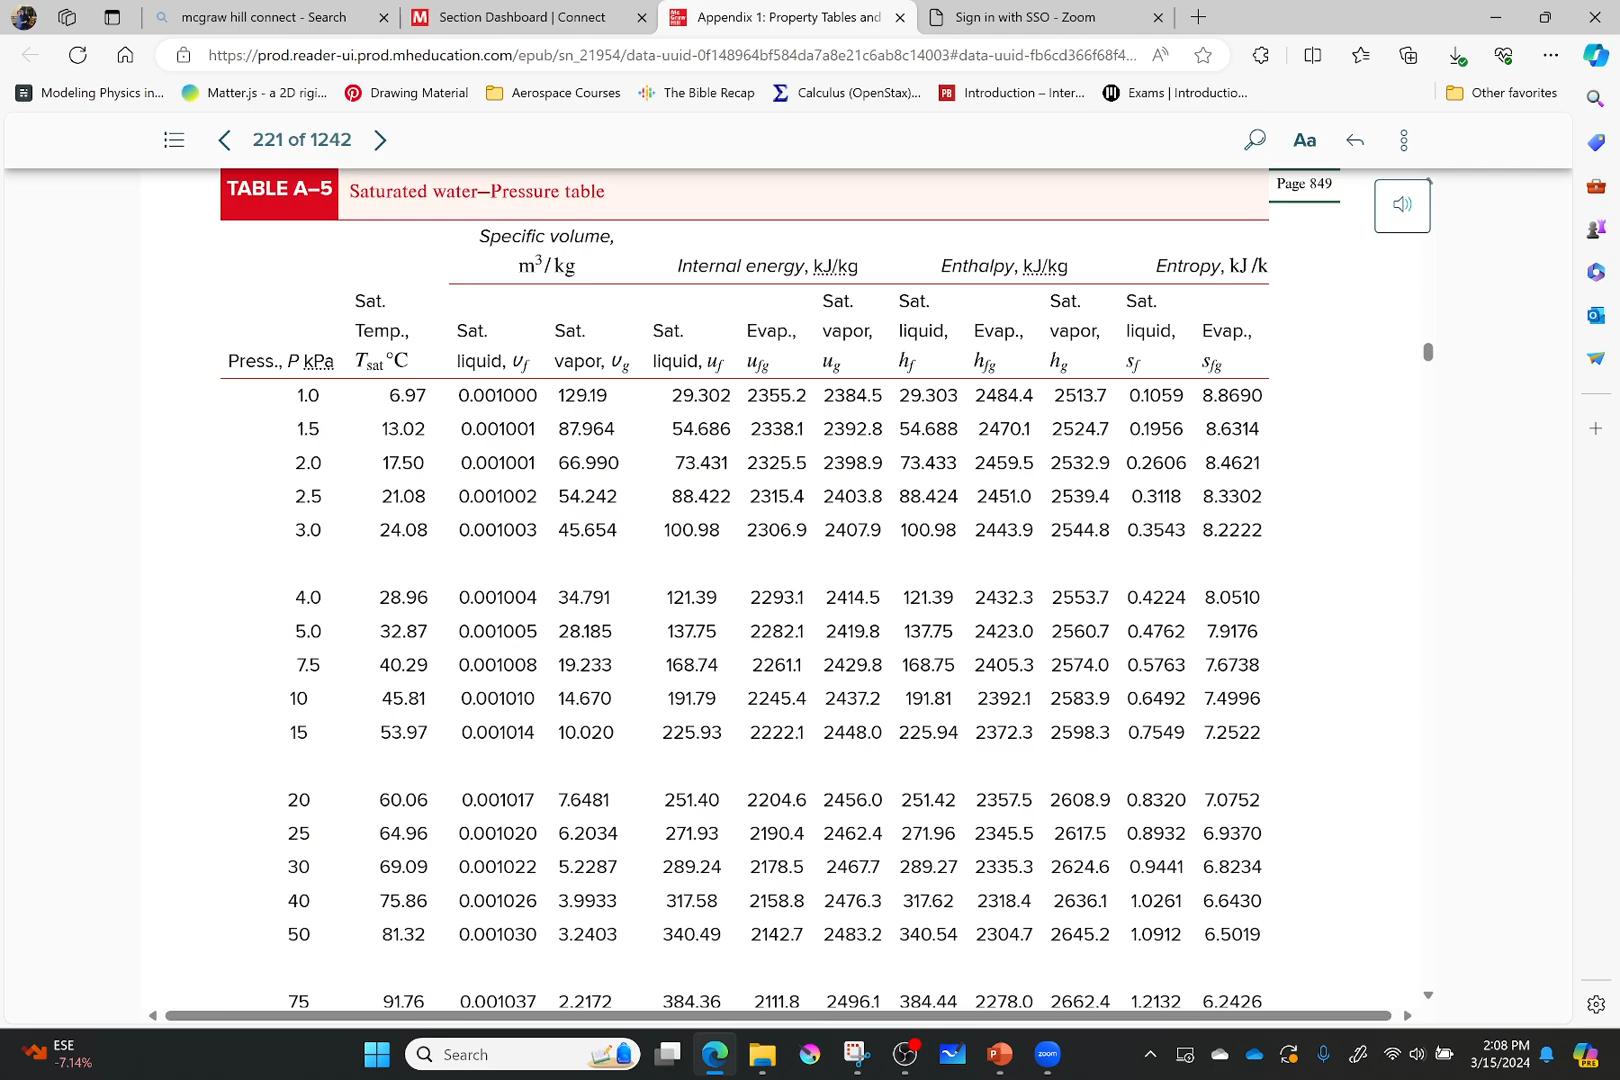 mcgraw hill connect - Search
Section Dashboard | Connect
Appendix 1: Property Tables and
Sign in with SSO - Zoom
https://prod.reader-ui.prod.mheducation.com/epub/sn_21954/data-uuid-0f148964bf584da7a8e21c6ab8c14003#data-uuid-fb6cd366f68f4...
Modeling Physics in...
Matter.js - a 2D rigi...
Drawing Material
Aerospace Courses
The Bible Recap
Calculus (OpenStax)...
PB Introduction – Inter...
Exams | Introductio...
Other favorites
221 of 1242
Aa
TABLE A–5 Saturated water—Pressure table
Page 849
Specific volume,
m³/kg Internal energy, kJ/kg Enthalpy, kJ/kg Entropy, kJ/k
Sat. Sat. Sat. Sat. Sat.
Temp., Sat. Sat. Sat. Evap., vapor, liquid, Evap., vapor, liquid, Evap.,
Press., P kPa Tsat °C liquid, υf vapor, υg liquid, uf ufg ug hf hfg hg sf sfg
1.0 6.97 0.001000 129.19 29.302 2355.2 2384.5 29.303 2484.4 2513.7 0.1059 8.8690
1.5 13.02 0.001001 87.964 54.686 2338.1 2392.8 54.688 2470.1 2524.7 0.1956 8.6314
2.0 17.50 0.001001 66.990 73.431 2325.5 2398.9 73.433 2459.5 2532.9 0.2606 8.4621
2.5 21.08 0.001002 54.242 88.422 2315.4 2403.8 88.424 2451.0 2539.4 0.3118 8.3302
3.0 24.08 0.001003 45.654 100.98 2306.9 2407.9 100.98 2443.9 2544.8 0.3543 8.2222
4.0 28.96 0.001004 34.791 121.39 2293.1 2414.5 121.39 2432.3 2553.7 0.4224 8.0510
5.0 32.87 0.001005 28.185 137.75 2282.1 2419.8 137.75 2423.0 2560.7 0.4762 7.9176
7.5 40.29 0.001008 19.233 168.74 2261.1 2429.8 168.75 2405.3 2574.0 0.5763 7.6738
10 45.81 0.001010 14.670 191.79 2245.4 2437.2 191.81 2392.1 2583.9 0.6492 7.4996
15 53.97 0.001014 10.020 225.93 2222.1 2448.0 225.94 2372.3 2598.3 0.7549 7.2522
20 60.06 0.001017 7.6481 251.40 2204.6 2456.0 251.42 2357.5 2608.9 0.8320 7.0752
25 64.96 0.001020 6.2034 271.93 2190.4 2462.4 271.96 2345.5 2617.5 0.8932 6.9370
30 69.09 0.001022 5.2287 289.24 2178.5 2467.7 289.27 2335.3 2624.6 0.9441 6.8234
40 75.86 0.001026 3.9933 317.58 2158.8 2476.3 317.62 2318.4 2636.1 1.0261 6.6430
50 81.32 0.001030 3.2403 340.49 2142.7 2483.2 340.54 2304.7 2645.2 1.0912 6.5019
75 91.76 0.001037 2.2172 384.36 2111.8 2496.1 384.44 2278.0 2662.4 1.2132 6.2426
ESE
-7.14%
Search
zoom
2:08 PM
3/15/2024